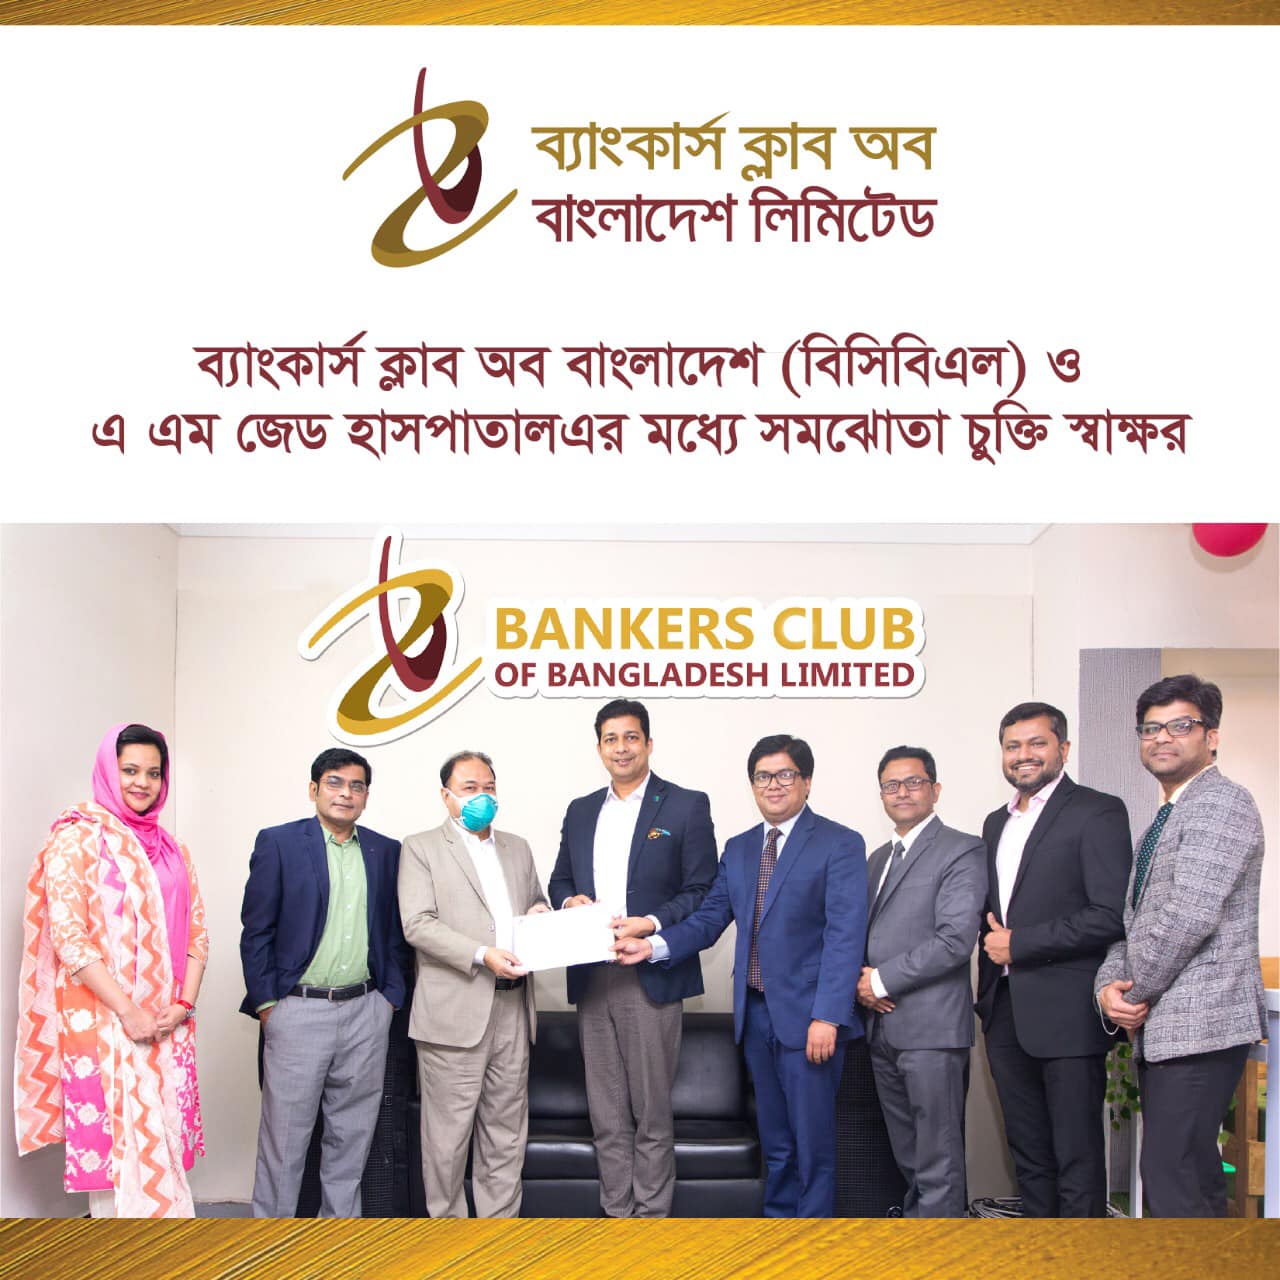 ব্যাংকার্স ক্লাব অব
বাংলাদেশ লিমিটেড
ব্যাংকার্স ক্লাব অব বাংলাদেশ (বিসিবিএল) ও
এ এম জেড হাসপাতালএর মধ্যে সমঝোতা চুক্তি স্বাক্ষর
BANKERS CLUB
OF BANGLADESH LIMITED